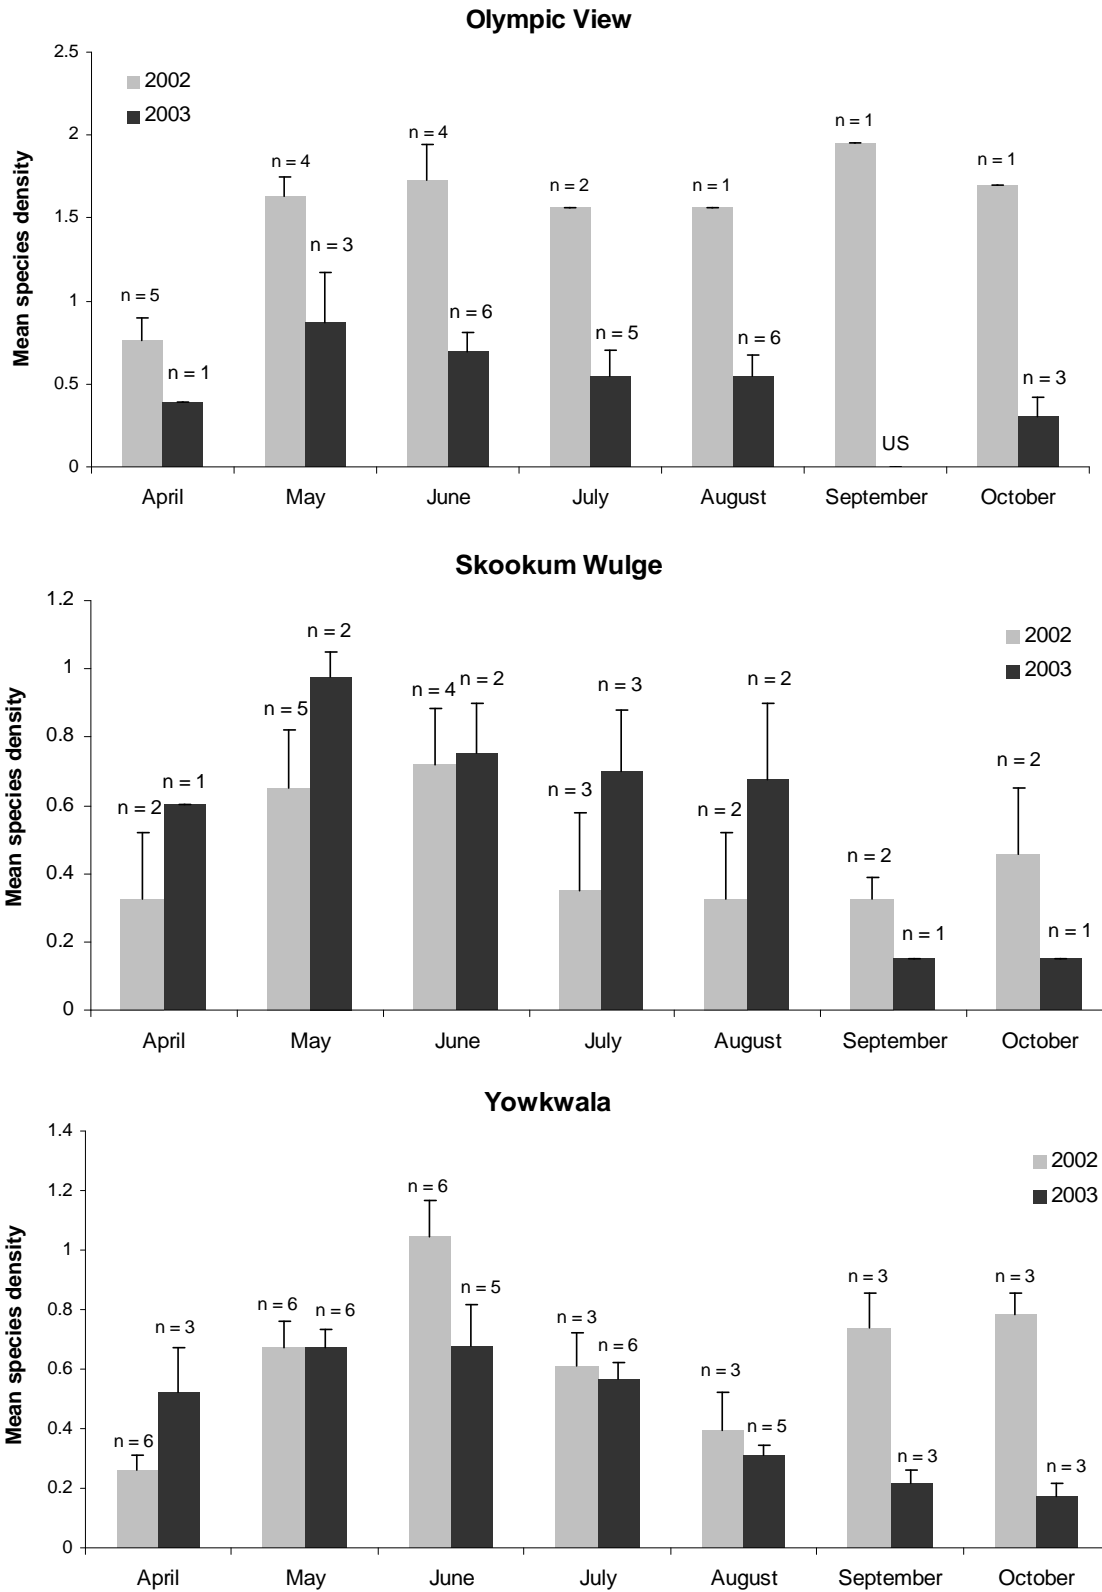 Olympic View
2.5
2002
2003
2
1.5
1
0.5
0
Mean species density
n = 5
n = 1
n = 4
n = 3
n = 4
n = 6
n = 2
n = 5
n = 1
n = 6
n = 1
US
n = 1
n = 3
April May June July August September October
Skookum Wulge
1.2
1
0.8
0.6
0.4
0.2
0
Mean species density
2002
2003
n = 2
n = 1
n = 5
n = 2
n = 4
n = 2
n = 3
n = 3
n = 2
n = 2
n = 2
n = 1
n = 2
n = 1
April May June July August September October
Yowkwala
1.4
1.2
1
0.8
0.6
0.4
0.2
0
Mean species density
2002
2003
n = 6
n = 3
n = 6
n = 6
n = 6
n = 5
n = 3
n = 6
n = 3
n = 5
n = 3
n = 3
n = 3
n = 3
April May June July August September October